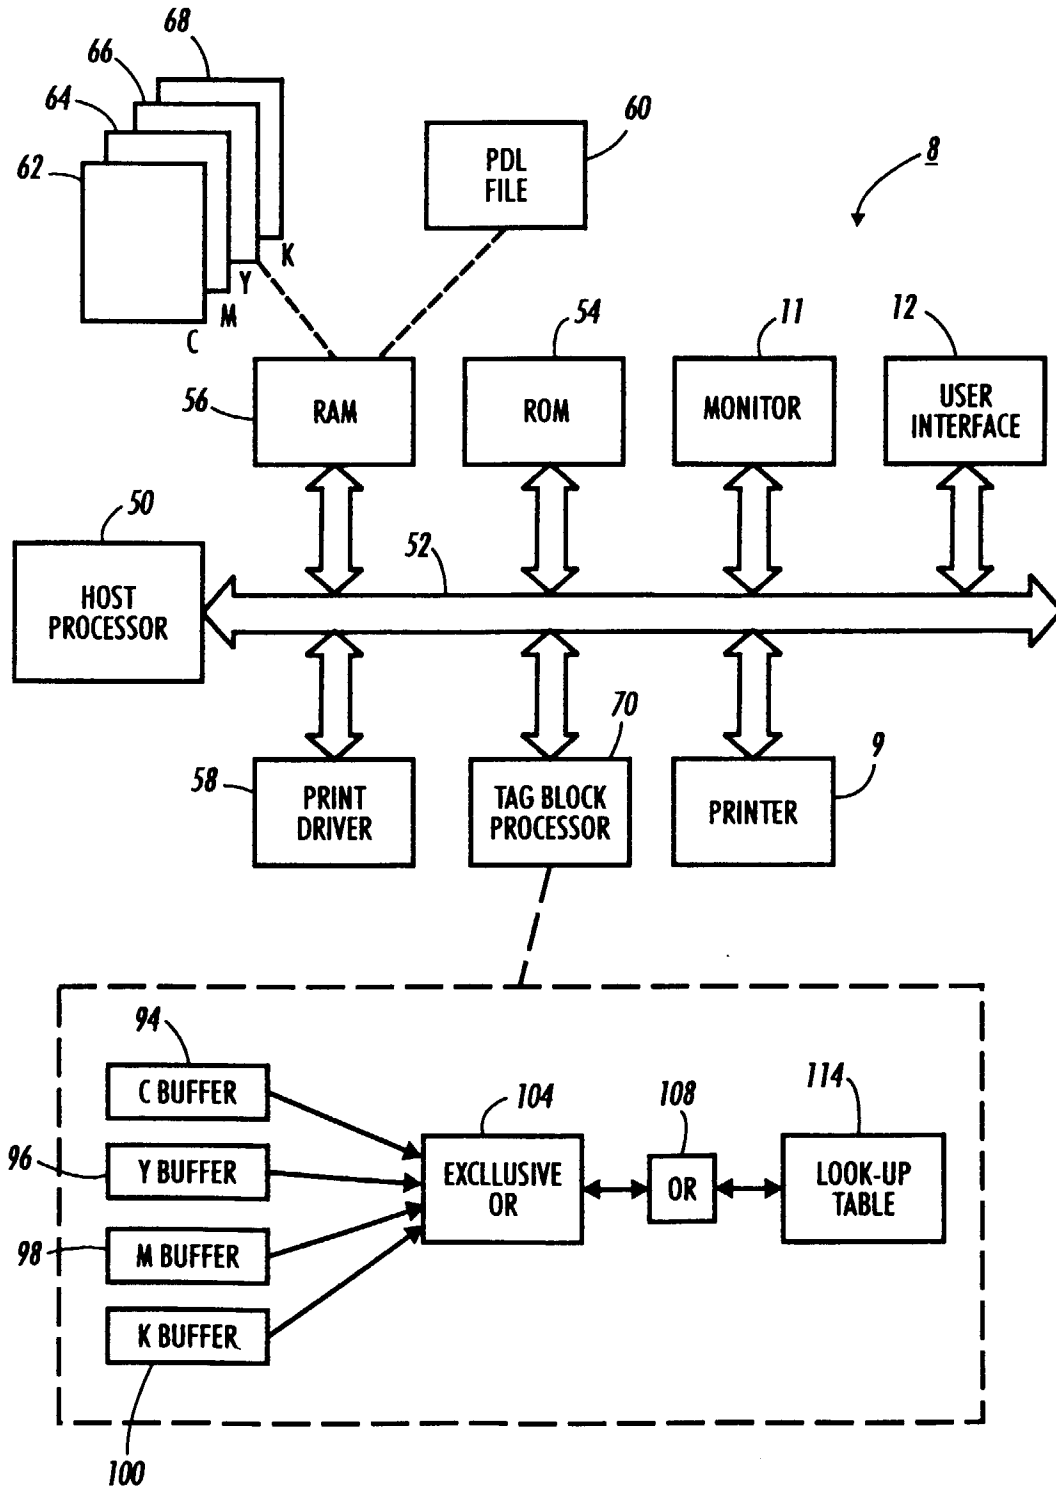 68
66
64
62
60
PDL
FILE
8
K
Y
M
C
54
11
12
56
RAM
ROM
MONITOR
USER
INTERFACE
50
52
HOST
PROCESSOR
70
58
9
PRINT
DRIVER
TAG BLOCK
PROCESSOR
PRINTER
94
C BUFFER
104
108
114
96
Y BUFFER
EXCLLUSIVE
OR
OR
LOOK-UP
TABLE
98
M BUFFER
K BUFFER
100